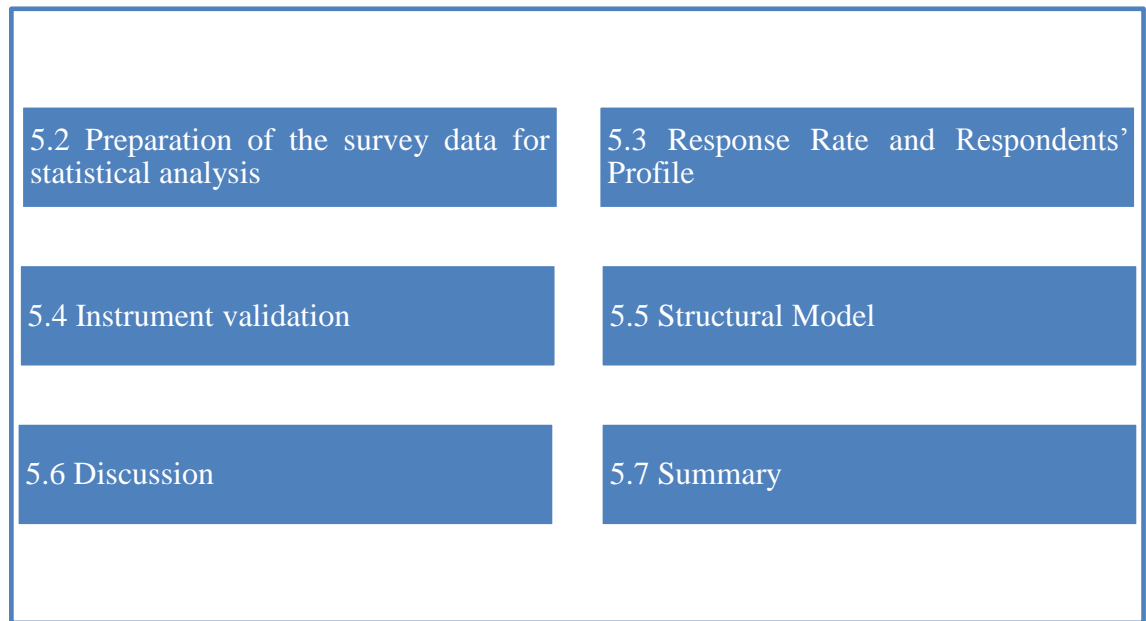 5.2 Preparation of the survey data for
statistical analysis
5.3 Response Rate and Respondents’
Profile
5.4 Instrument validation
5.5 Structural Model
5.6 Discussion
5.7 Summary